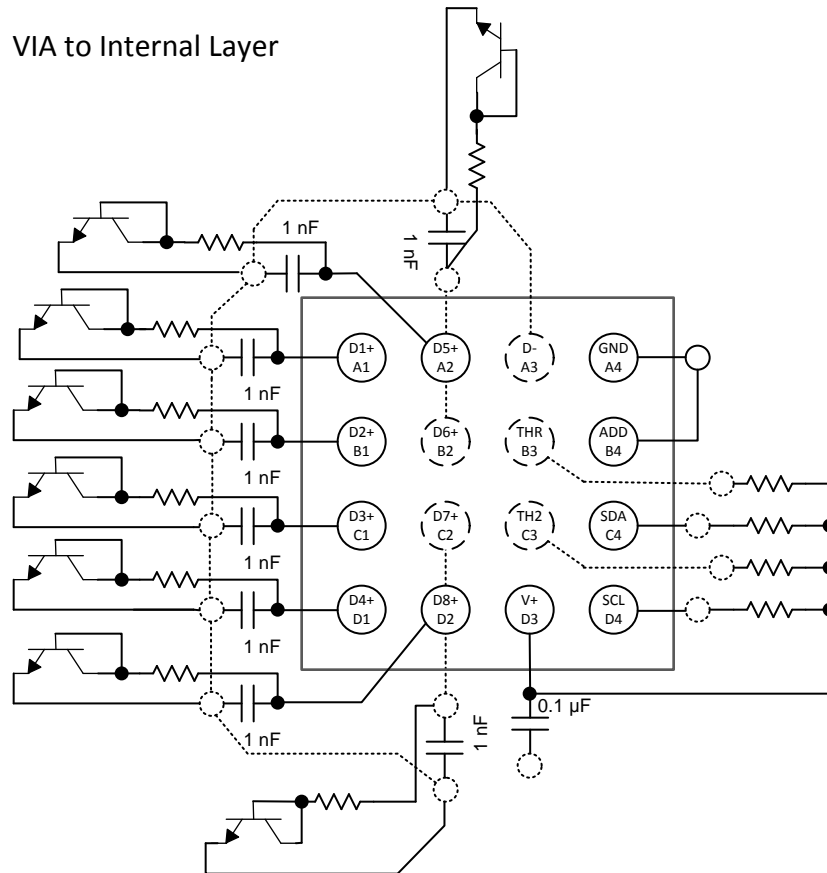 VIA to Internal Layer
1 nF
1 nF
D1+
A1
D5+
A2
D-
A3
GND
A4
1 nF
D2+
B1
D6+
B2
THR
B3
ADD
B4
1 nF
D3+
C1
D7+
C2
TH2
C3
SDA
C4
1 nF
D4+
D1
D8+
D2
V+
D3
SCL
D4
1 nF
0.1 µF
1 nF
1 nF